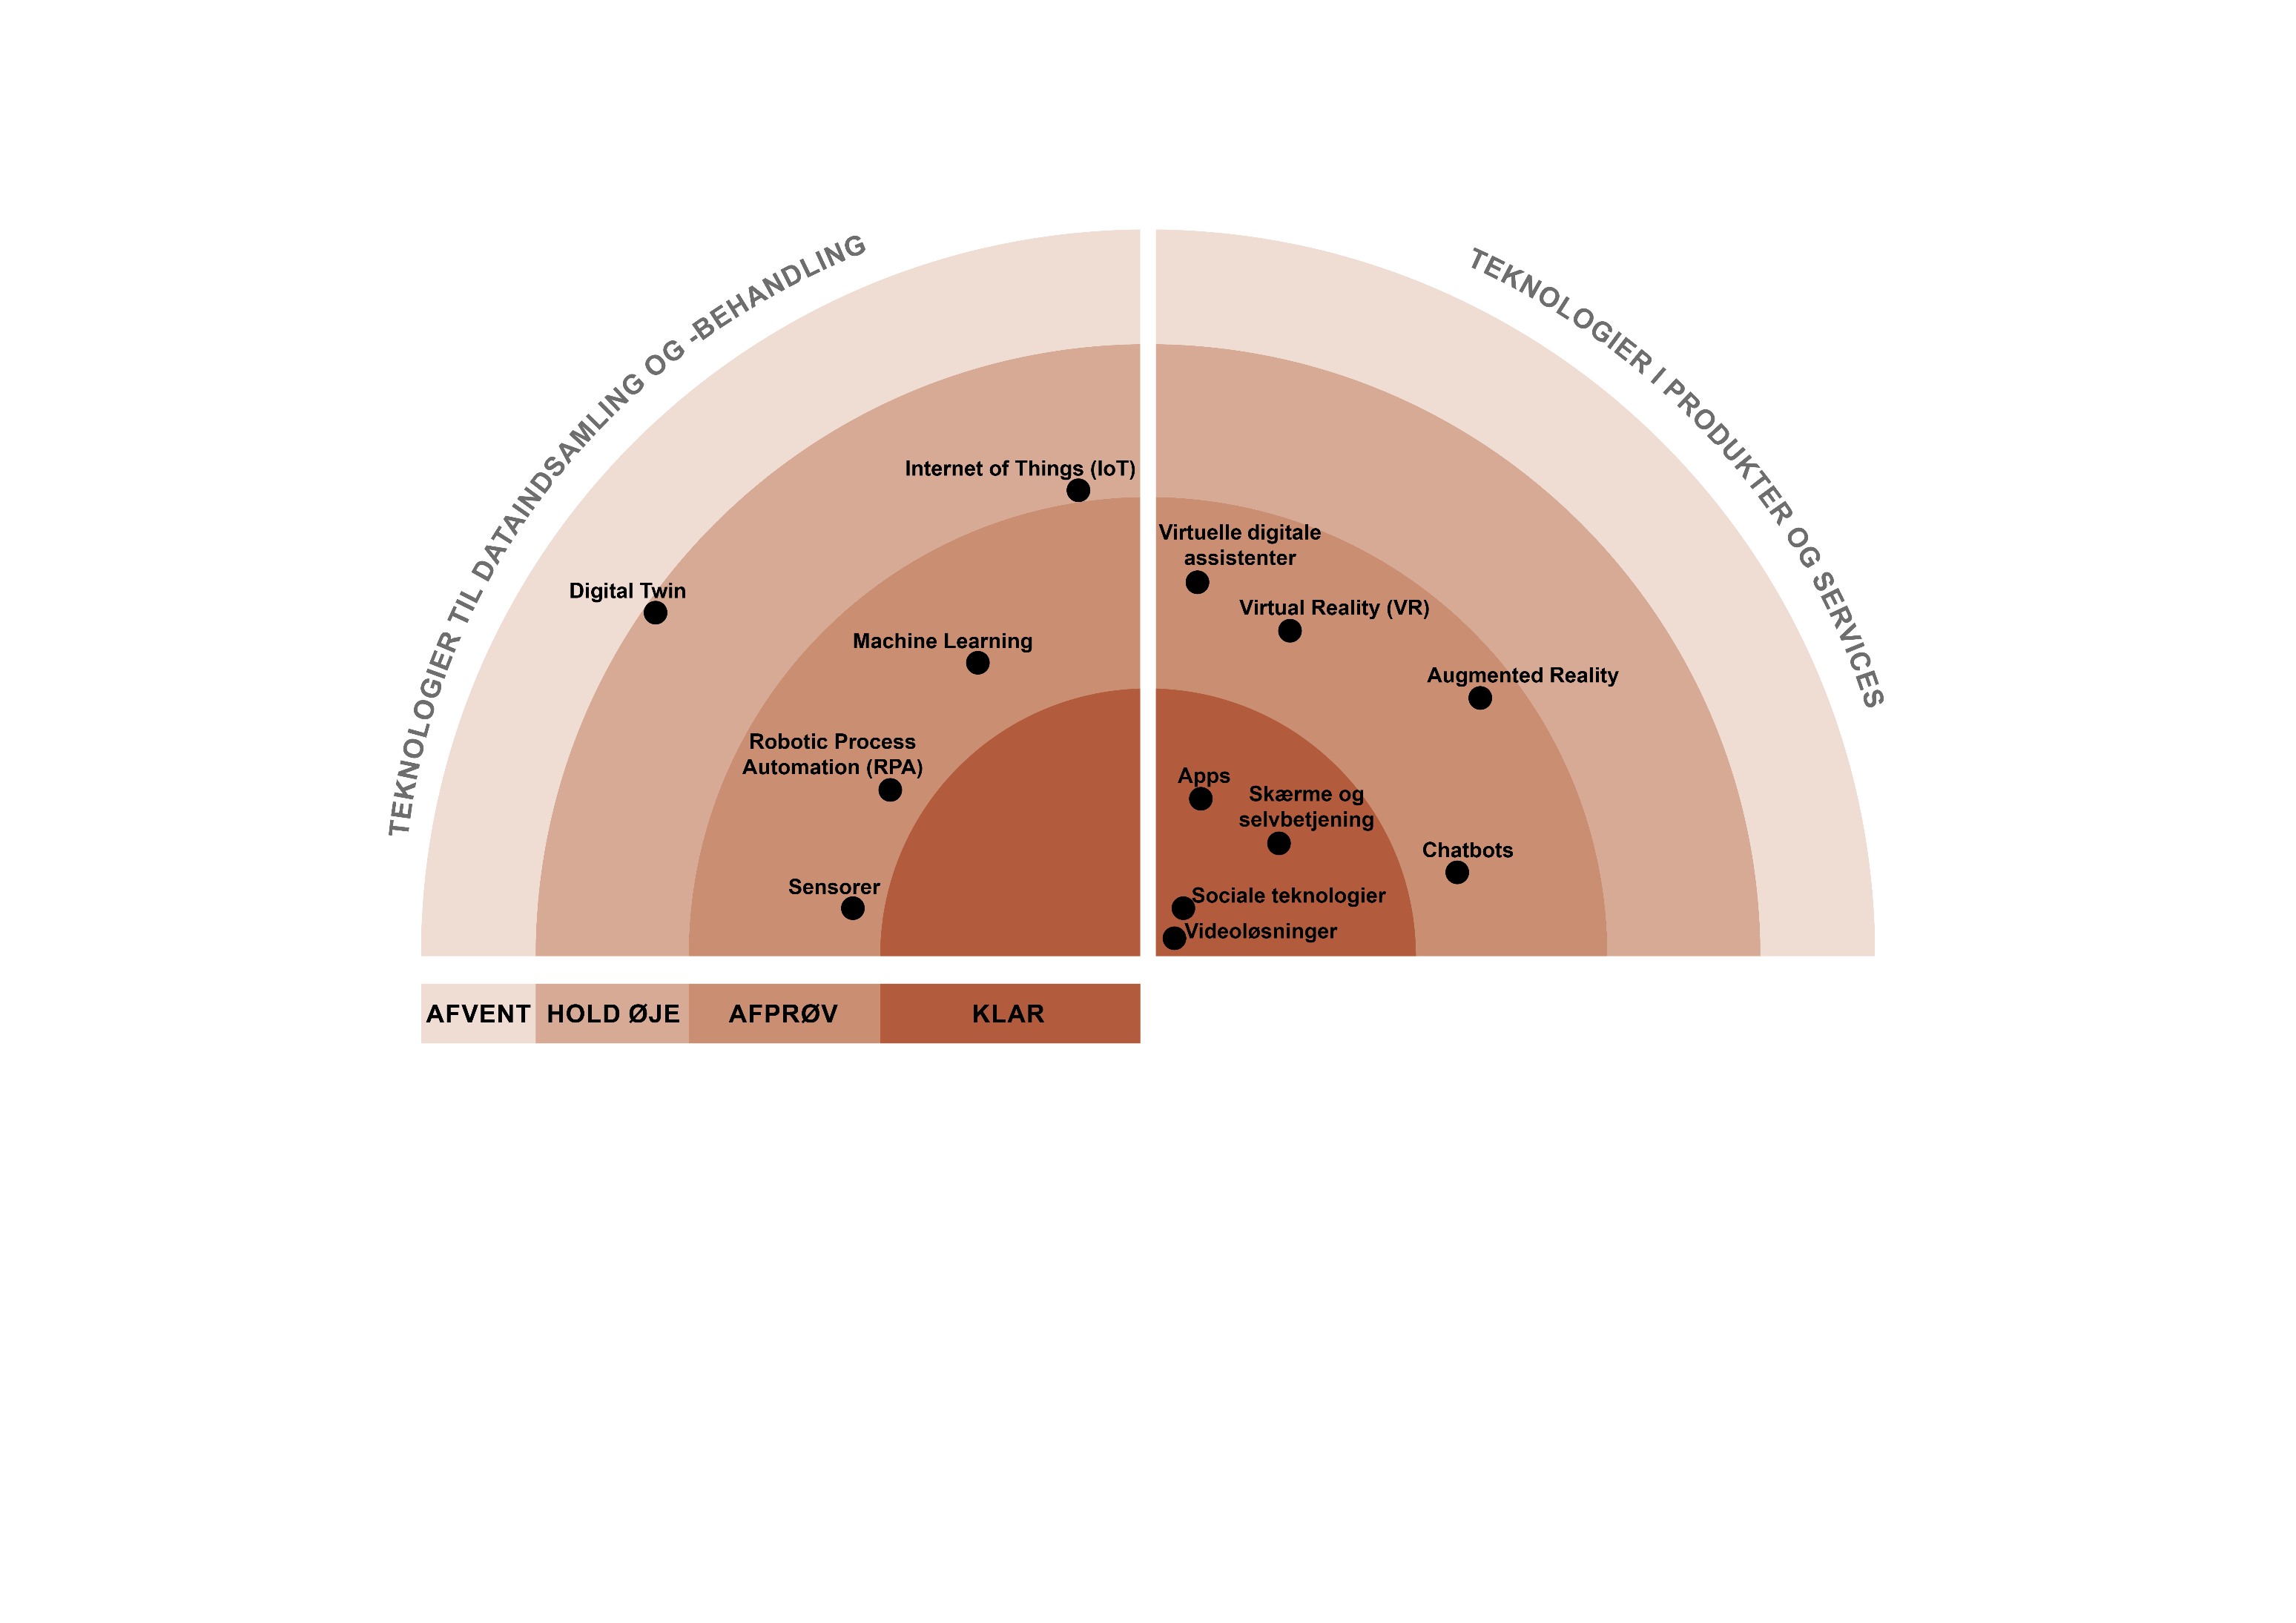 TEKNOLOGIER TIL DATAINDSAMLING OG -BEHANDLING
TEKNOLOGIER I PRODUKTER OG SERVICES
Internet of Things (IoT)
Digital Twin
Machine Learning
Robotic Process
Automation (RPA)
Sensorer
Virtuelle digitale
assistenter
Virtual Reality (VR)
Augmented Reality
Apps
Skærme og
selvbetjening
Chatbots
Sociale teknologier
Videoløsninger
AFVENT
HOLD ØJE
AFPRØV
KLAR